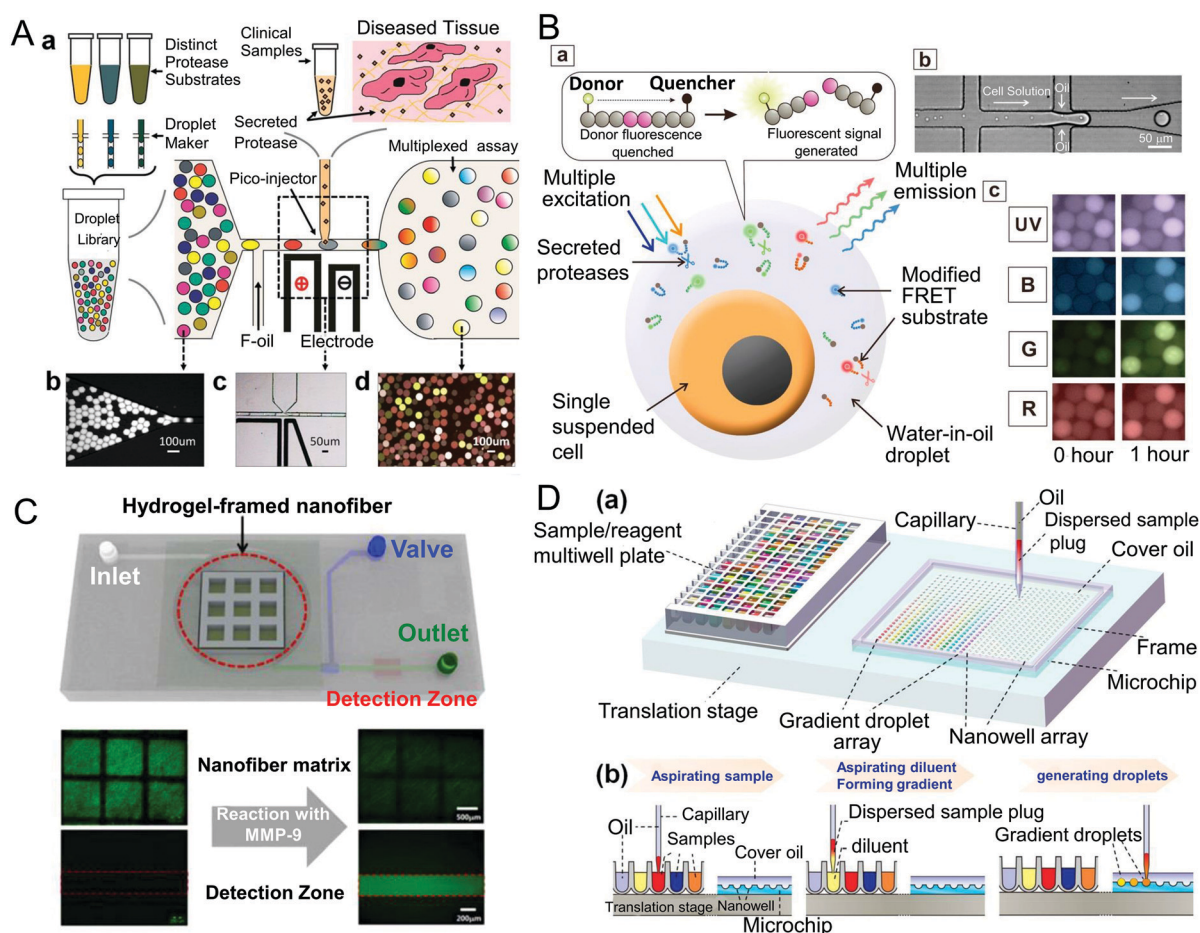 A
a
Distinct
Protease
Substrates
Droplet
Maker
Droplet
Library
Clinical
Samples
Diseased Tissue
Secreted
Protease
Pico-injector
Multiplexed assay
F-oil
Electrode
b
100um
c
50um
d
100um
B
a
Donor
Quencher
Donor fluorescence
quenched
Fluorescent signal
generated
Multiple
excitation
Multiple
emission
Secreted
proteases
Modified
FRET
substrate
Single
suspended
cell
Water-in-oil
droplet
b
Cell Solution
Oil
Oil
50 μm
c
UV
B
G
R
0 hour
1 hour
C
Hydrogel-framed nanofiber
Inlet
Valve
Outlet
Detection Zone
Nanofiber matrix
Reaction with
MMP-9
Detection Zone
500μm
200μm
D
(a)
Sample/reagent
multiwell plate
Capillary
Oil
Dispersed sample
plug
Cover oil
Frame
Microchip
Translation stage
Gradient droplet
array
Nanowell array
(b)
Aspirating sample
Aspirating diluent
Forming gradient
generating droplets
Oil
Capillary
Samples
Cover oil
Translation stage
Nanowell
Microchip
Dispersed sample plug
diluent
Gradient droplets